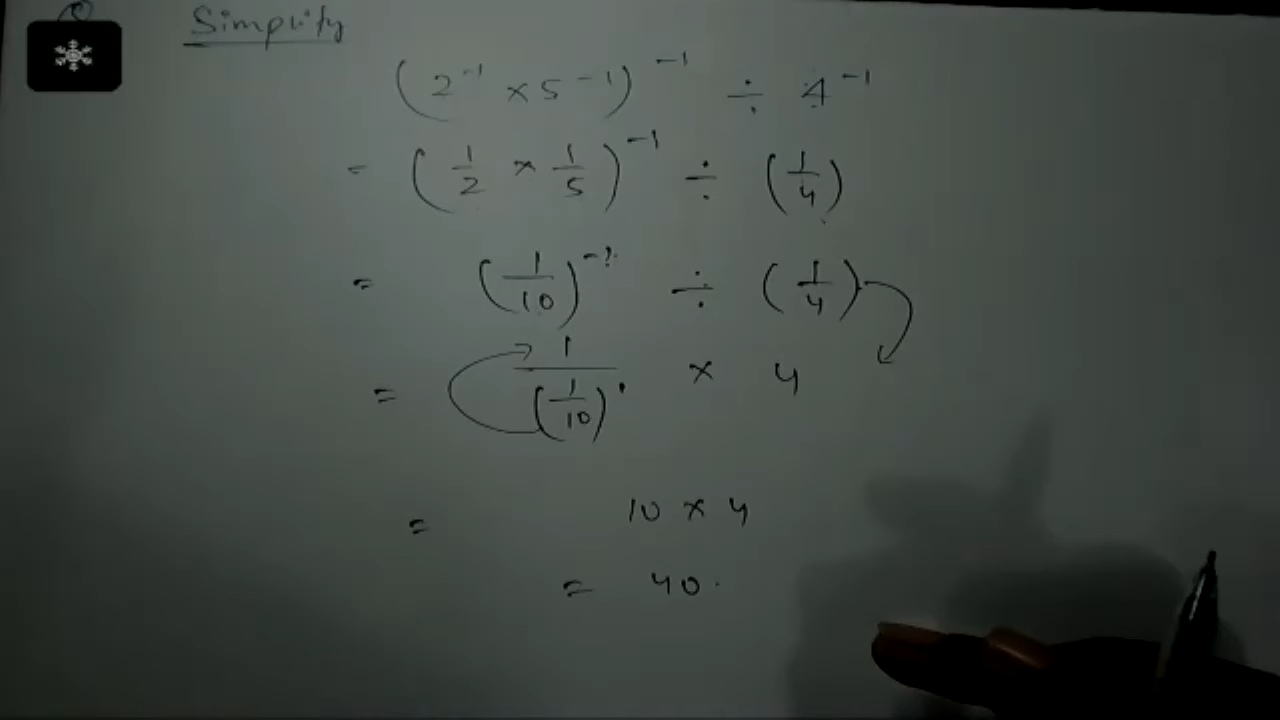 Q Simplify
(2⁻¹ × 5⁻¹)⁻¹ ÷ 4⁻¹
= (1/2 × 1/5)⁻¹ ÷ (1/4)
= (1/10)⁻¹ ÷ (1/4)
= 1/(1/10) × 4
= 10 × 4
= 40.